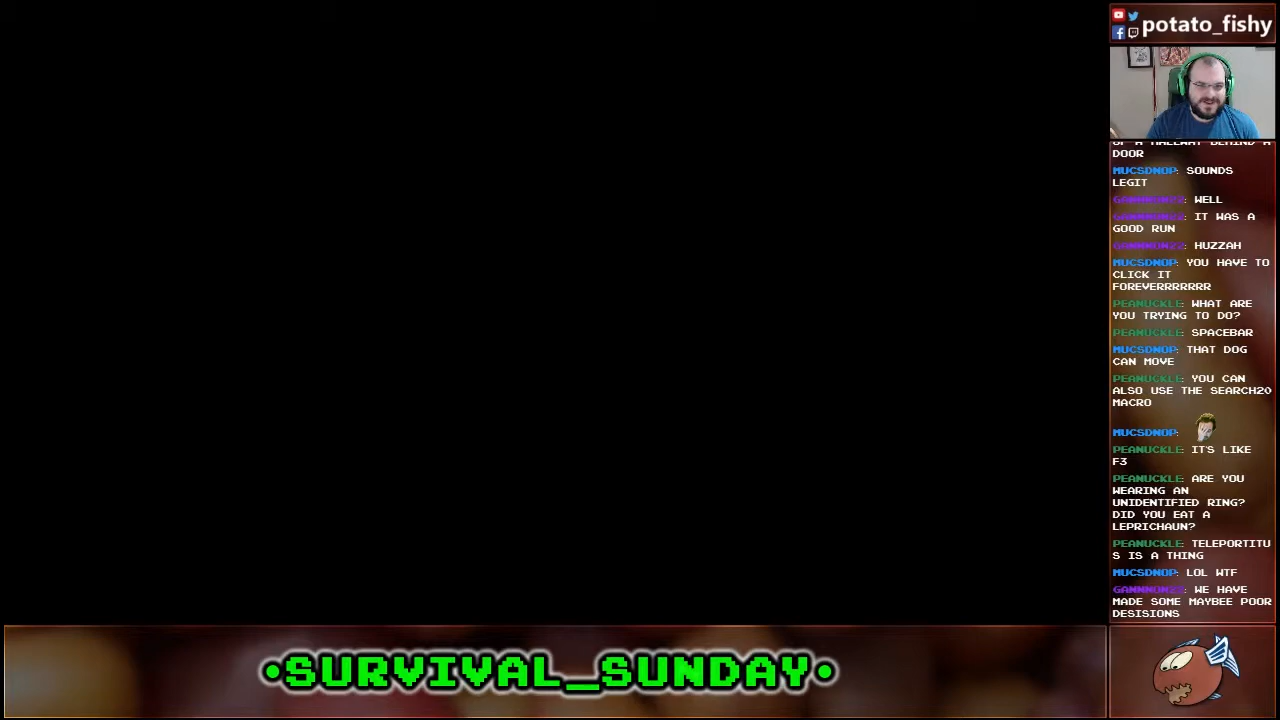 potato_fishy
DOOR
MUCSDNOP: SOUNDS
LEGIT
WELL
IT WAS A
GOOD RUN
HUZZAH
MUCSDNOP: YOU HAVE TO
CLICK IT
FOREVERRRRRR
PEANUCKLE: WHAT ARE
YOU TRYING TO DO?
PEANUCKLE: SPACEBAR
MUCSDNOP: THAT DOG
CAN MOVE
PEANUCKLE: YOU CAN
ALSO USE THE SEARCH20
MACRO
MUCSDNOP:
PEANUCKLE: IT'S LIKE
F3
PEANUCKLE: ARE YOU
WEARING AN
UNIDENTIFIED RING?
DID YOU EAT A
LEPRICHAUN?
PEANUCKLE: TELEPORTITU
S IS A THING
MUCSDNOP: LOL WTF
WE HAVE
MADE SOME MAYBEE POOR
DESISIONS
•SURVIVAL_SUNDAY•